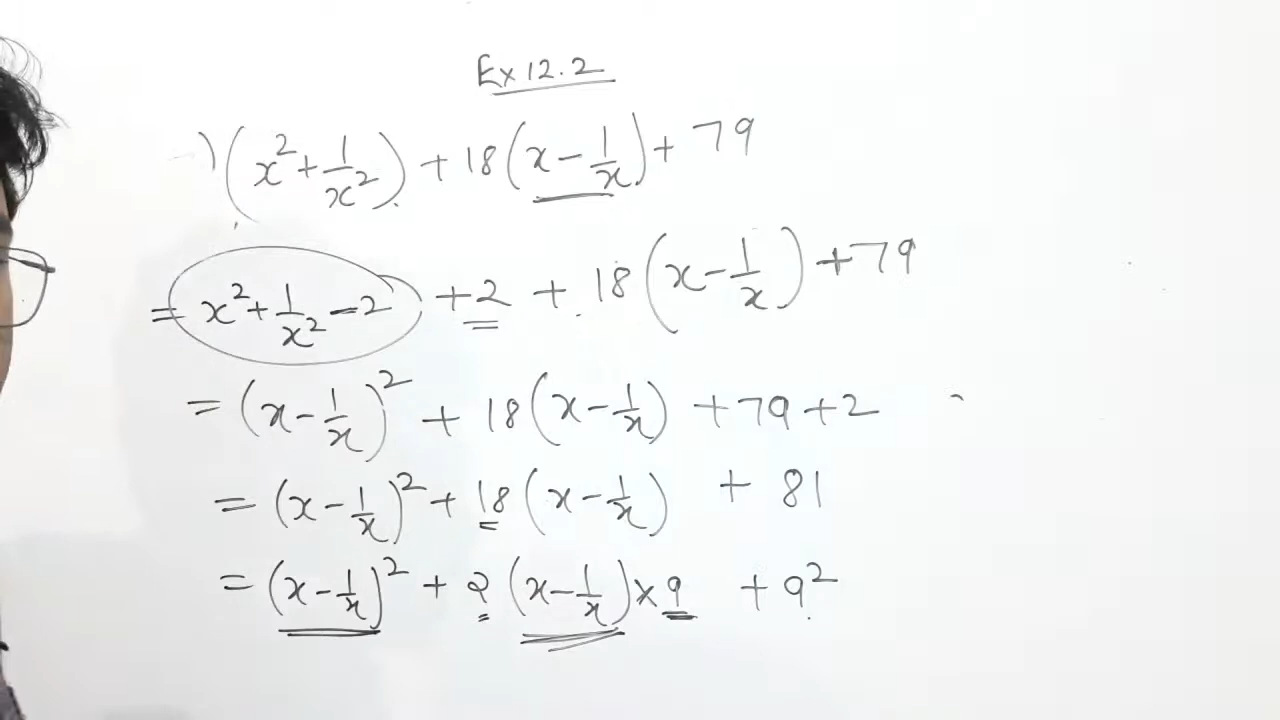 Ex 12.2
1) (x² + 1/x²) + 18(x - 1/x) + 79
= x² + 1/x² - 2 + 2 + 18(x - 1/x) + 79
= (x - 1/x)² + 18(x - 1/x) + 79 + 2
= (x - 1/x)² + 18(x - 1/x) + 81
= (x - 1/x)² + 2(x - 1/x) × 9 + 9²